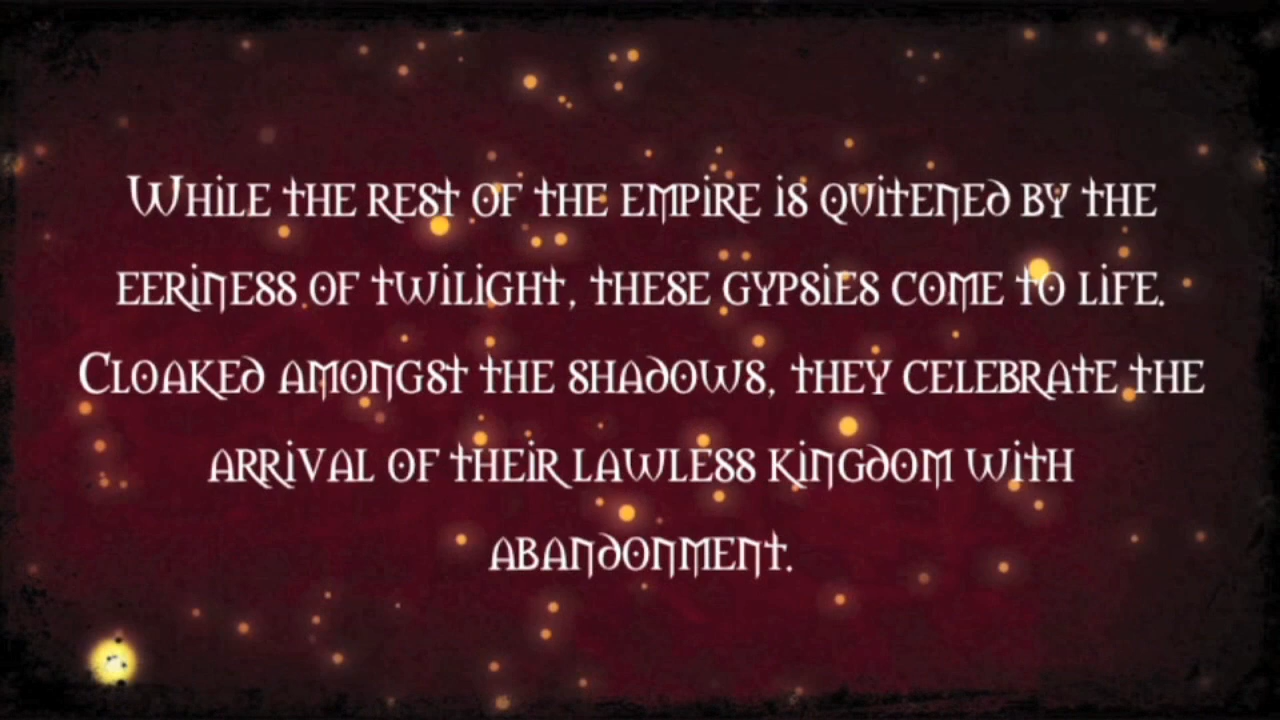 While the rest of the empire is quitened by the
eeriness of twilight, these gypsies come to life.
Cloaked amongst the shadows, they celebrate the
arrival of their lawless kingdom with
abandonment.